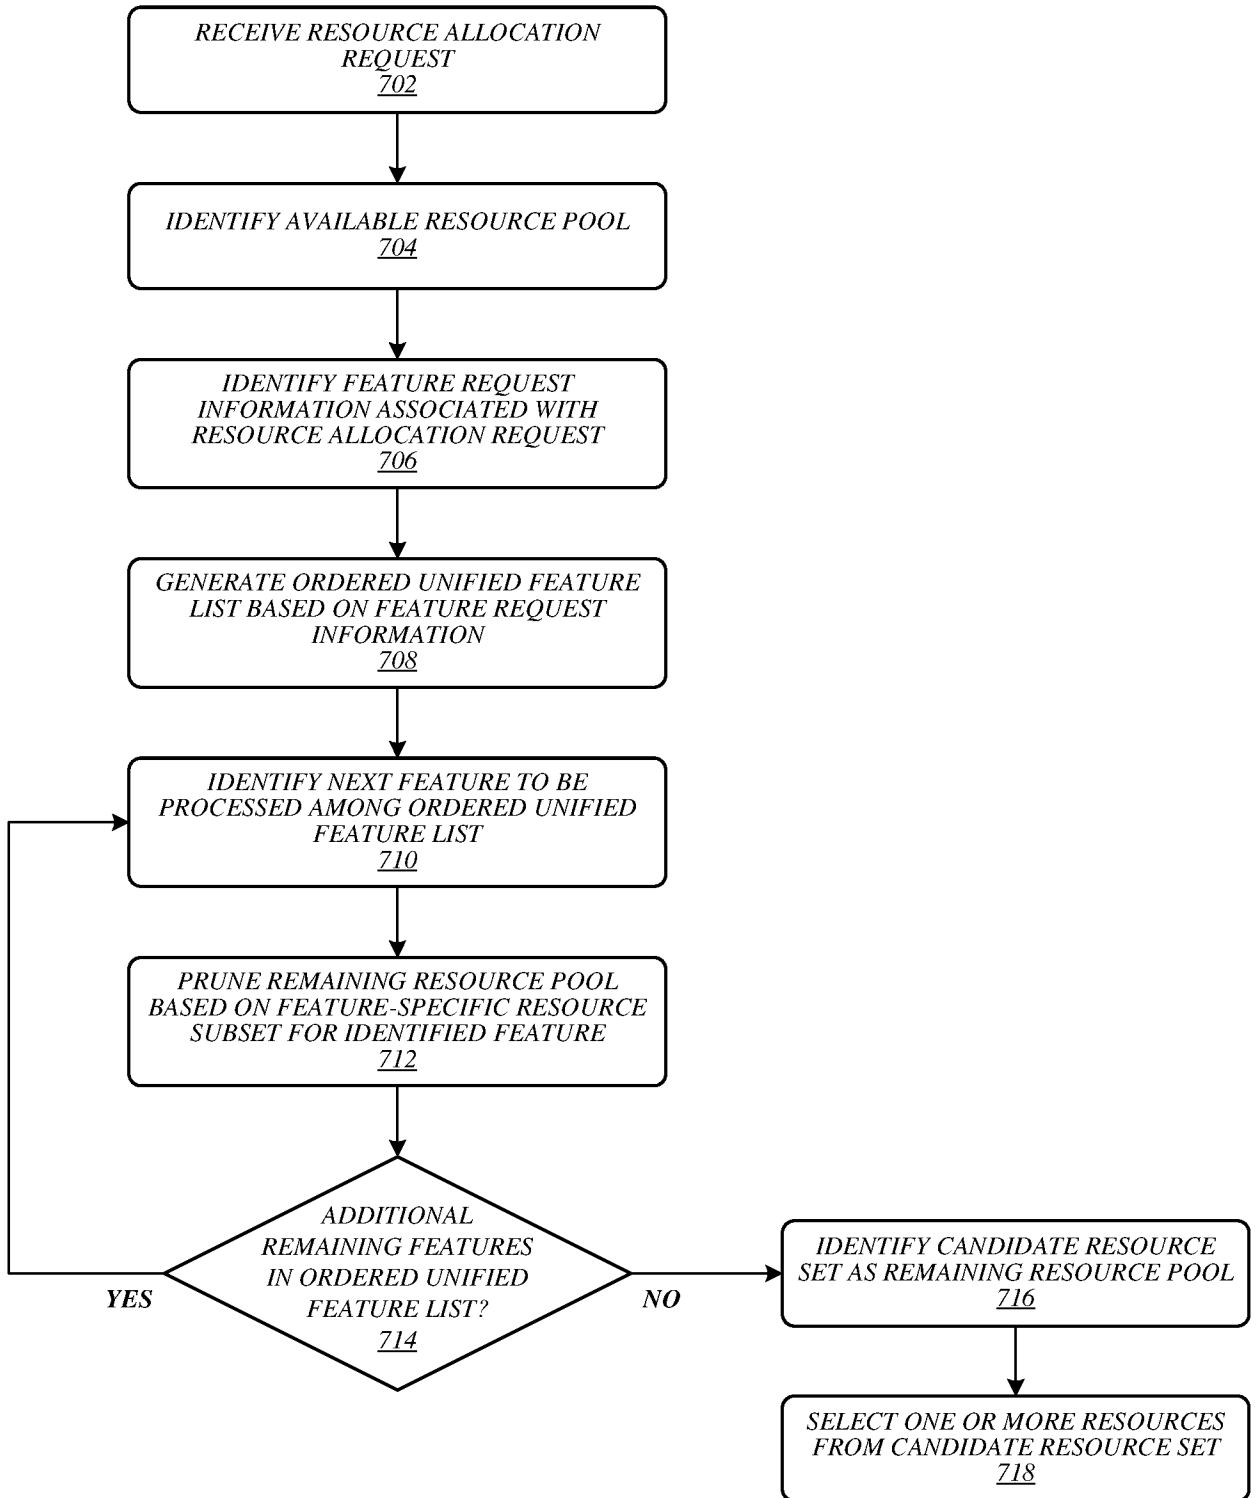 RECEIVE RESOURCE ALLOCATION
REQUEST
702
IDENTIFY AVAILABLE RESOURCE POOL
704
IDENTIFY FEATURE REQUEST
INFORMATION ASSOCIATED WITH
RESOURCE ALLOCATION REQUEST
706
GENERATE ORDERED UNIFIED FEATURE
LIST BASED ON FEATURE REQUEST
INFORMATION
708
IDENTIFY NEXT FEATURE TO BE
PROCESSED AMONG ORDERED UNIFIED
FEATURE LIST
710
PRUNE REMAINING RESOURCE POOL
BASED ON FEATURE-SPECIFIC RESOURCE
SUBSET FOR IDENTIFIED FEATURE
712
ADDITIONAL
REMAINING FEATURES
IN ORDERED UNIFIED
FEATURE LIST?
714
YES
NO
IDENTIFY CANDIDATE RESOURCE
SET AS REMAINING RESOURCE POOL
716
SELECT ONE OR MORE RESOURCES
FROM CANDIDATE RESOURCE SET
718